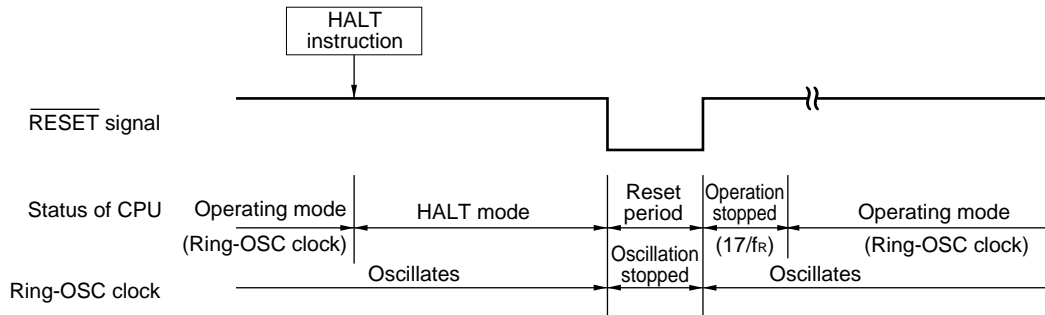 HALT
instruction
RESET signal
Status of CPU
Operating mode
(Ring-OSC clock)
HALT mode
Reset
period
Operation
stopped
(17/fR)
Operating mode
(Ring-OSC clock)
Ring-OSC clock
Oscillates
Oscillation
stopped
Oscillates